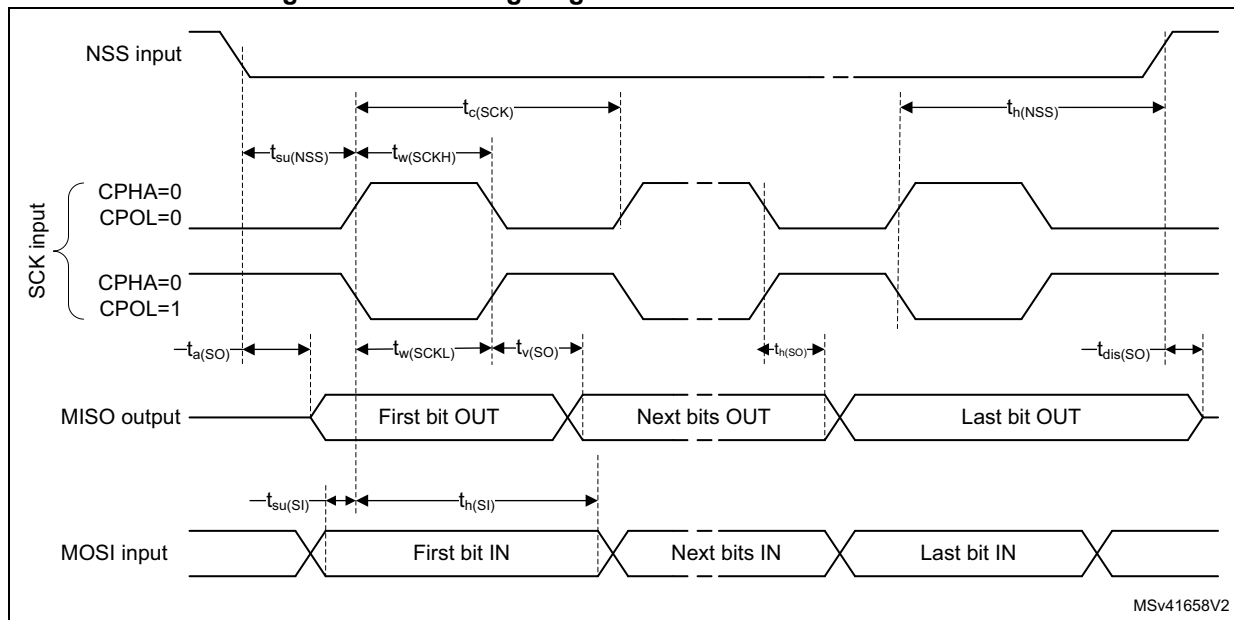 NSS input
tc(SCK)
th(NSS)
tsu(NSS)
tw(SCKH)
SCK input
CPHA=0
CPOL=0
CPHA=0
CPOL=1
ta(SO)
tw(SCKL)
tv(SO)
th(SO)
tdis(SO)
MISO output
First bit OUT
Next bits OUT
Last bit OUT
tsu(SI)
th(SI)
MOSI input
First bit IN
Next bits IN
Last bit IN
MSv41658V2